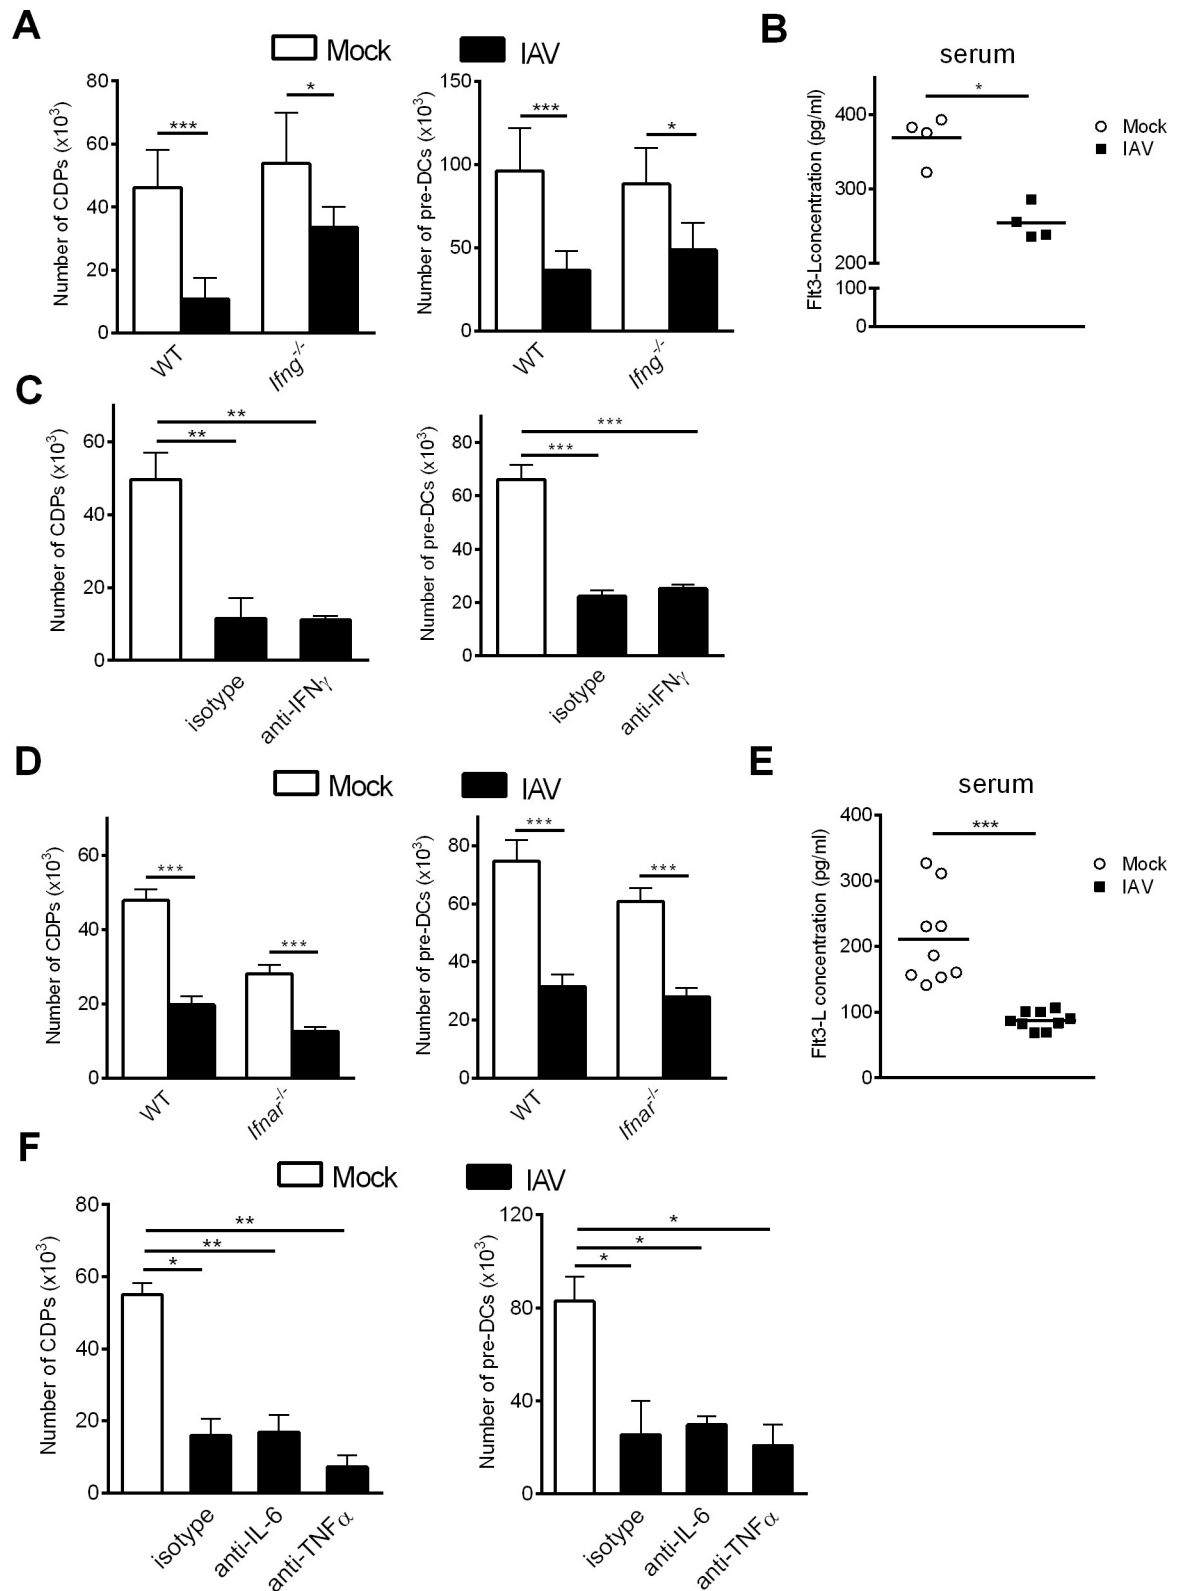 A
Mock
IAV
Number of CDPs (x10³)
80
60
40
20
0
***
*
WT
Ifng-/-
Number of pre-DCs (x10³)
150
100
50
0
***
*
WT
Ifng-/-
B
serum
Flt3-Lconcentration (pg/ml)
400
300
200
100
0
*
Mock
IAV
C
Number of CDPs (x10³)
60
40
20
0
**
**
isotype
anti-IFNγ
Number of pre-DCs (x10³)
80
60
40
20
0
***
***
isotype
anti-IFNγ
D
Mock
IAV
Number of CDPs (x10³)
60
40
20
0
***
***
WT
Ifnar-/-
Number of pre-DCs (x10³)
80
60
40
20
0
***
***
WT
Ifnar-/-
E
serum
Flt3-L concentration (pg/ml)
400
300
200
100
0
***
Mock
IAV
F
Mock
IAV
Number of CDPs (x10³)
80
60
40
20
0
**
**
*
isotype
anti-IL-6
anti-TNFα
Number of pre-DCs (x10³)
120
80
40
0
*
*
*
isotype
anti-IL-6
anti-TNFα